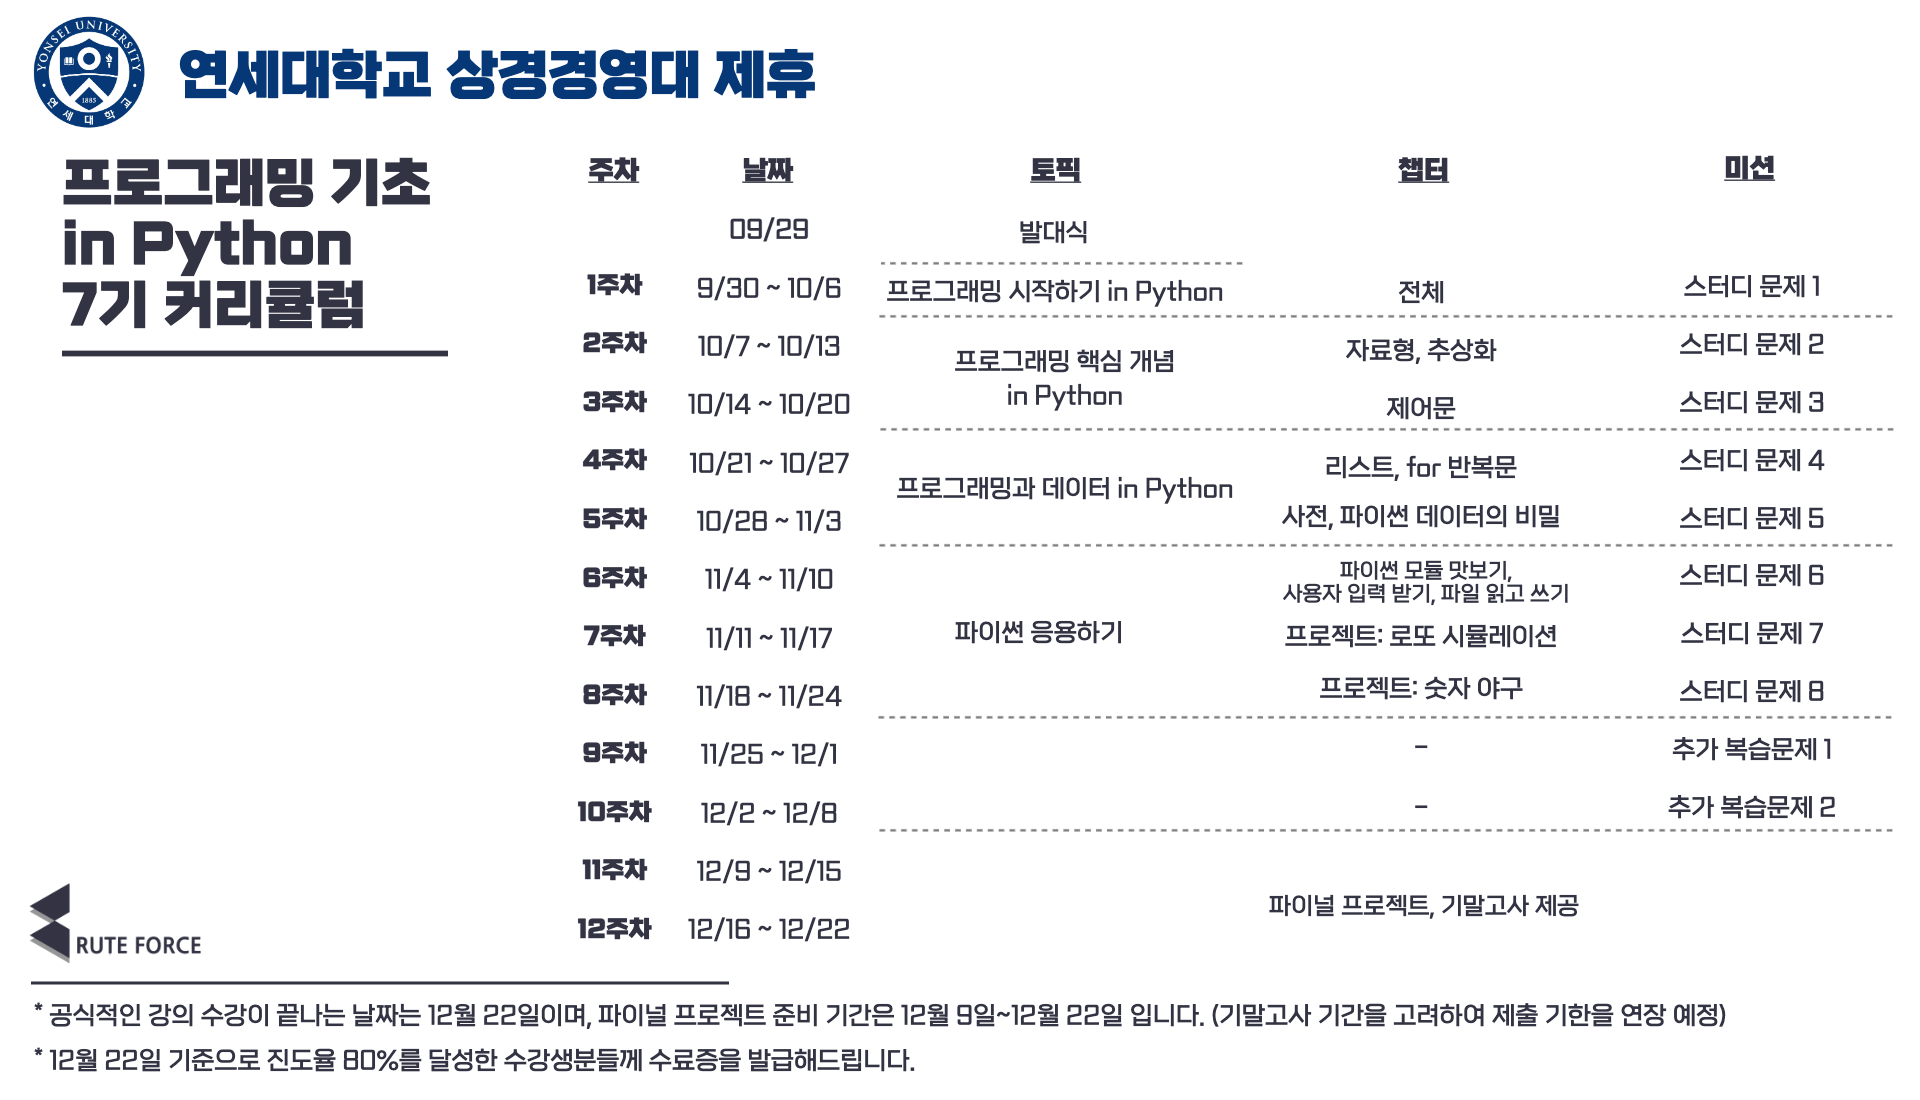 YONSEI UNIVERSITY
1885
연세대학교
연세대학교 상경경영대 제휴
프로그래밍 기초
in Python
7기 커리큘럼
주차 날짜 토픽 챕터 미션
09/29 발대식
1주차 9/30 ~ 10/6 프로그래밍 시작하기 in Python 전체 스터디 문제 1
2주차 10/7 ~ 10/13 자료형, 추상화 스터디 문제 2
프로그래밍 핵심 개념
in Python
3주차 10/14 ~ 10/20 제어문 스터디 문제 3
4주차 10/21 ~ 10/27 리스트, for 반복문 스터디 문제 4
프로그래밍과 데이터 in Python
5주차 10/28 ~ 11/3 사전, 파이썬 데이터의 비밀 스터디 문제 5
6주차 11/4 ~ 11/10 파이썬 모듈 맛보기, 스터디 문제 6
사용자 입력 받기, 파일 읽고 쓰기
파이썬 응용하기
7주차 11/11 ~ 11/17 프로젝트: 로또 시뮬레이션 스터디 문제 7
8주차 11/18 ~ 11/24 프로젝트: 숫자 야구 스터디 문제 8
9주차 11/25 ~ 12/1 - 추가 복습문제 1
10주차 12/2 ~ 12/8 - 추가 복습문제 2
11주차 12/9 ~ 12/15
파이널 프로젝트, 기말고사 제공
12주차 12/16 ~ 12/22
RUTE FORCE
* 공식적인 강의 수강이 끝나는 날짜는 12월 22일이며, 파이널 프로젝트 준비 기간은 12월 9일~12월 22일 입니다. (기말고사 기간을 고려하여 제출 기한을 연장 예정)
* 12월 22일 기준으로 진도율 80%를 달성한 수강생분들께 수료증을 발급해드립니다.